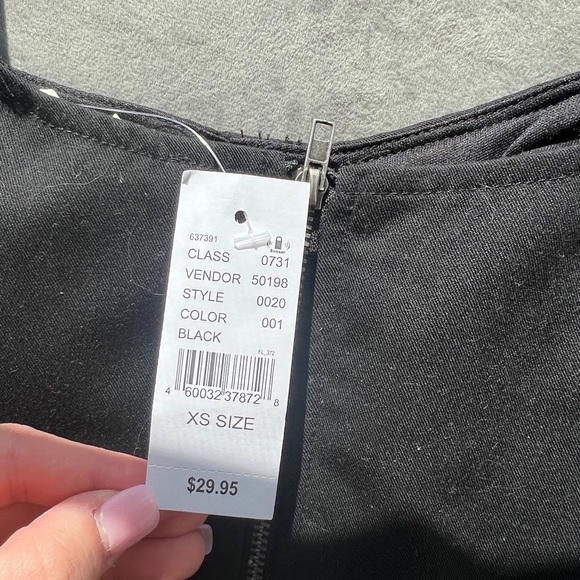 637391
CLASS 0731
VENDOR 50198
STYLE 0020
COLOR 001
BLACK
FL_372
4 60032 37872 8
XS SIZE
$29.95